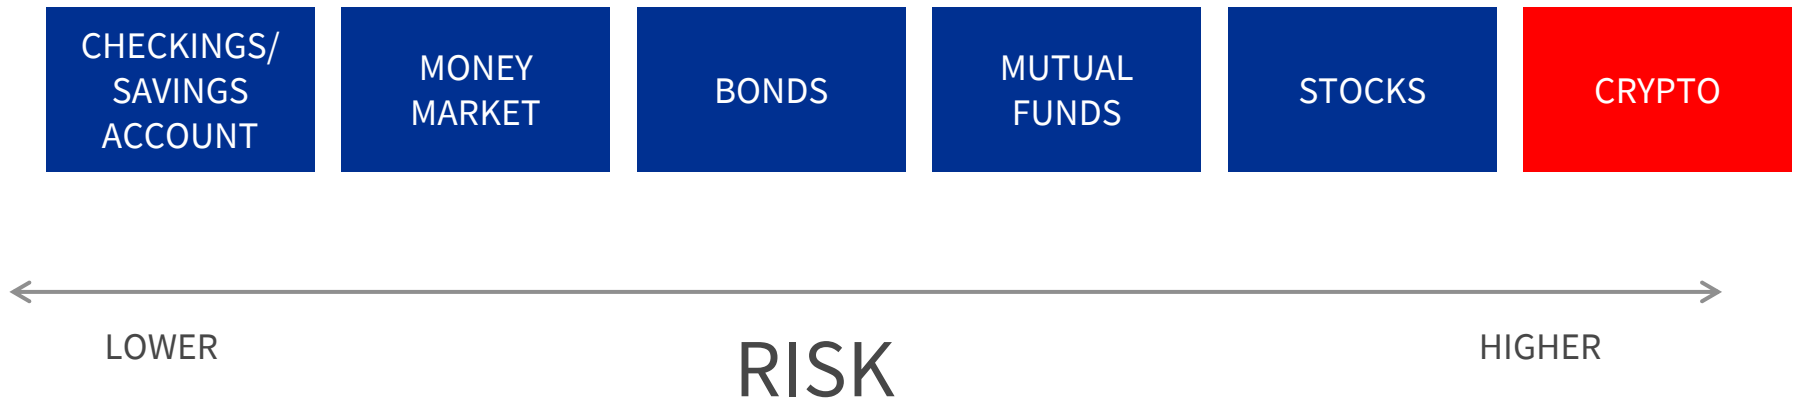 CHECKINGS/
SAVINGS
ACCOUNT
MONEY
MARKET
BONDS
MUTUAL
FUNDS
STOCKS
CRYPTO
LOWER
RISK
HIGHER